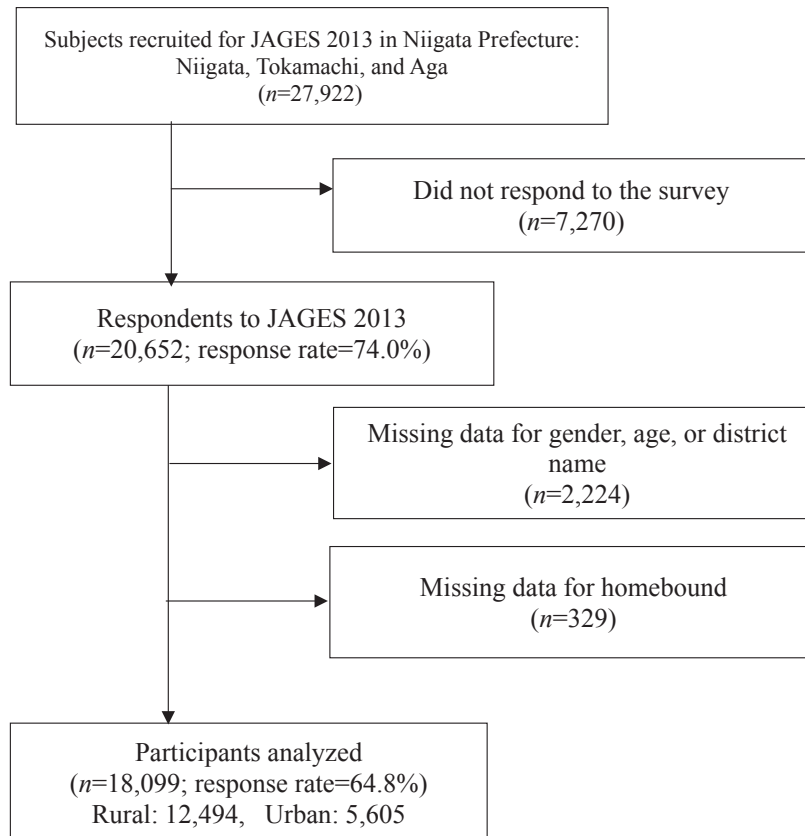 Subjects recruited for JAGES 2013 in Niigata Prefecture:
Niigata, Tokamachi, and Aga
(n=27,922)
Did not respond to the survey
(n=7,270)
Respondents to JAGES 2013
(n=20,652; response rate=74.0%)
Missing data for gender, age, or district
name
(n=2,224)
Missing data for homebound
(n=329)
Participants analyzed
(n=18,099; response rate=64.8%)
Rural: 12,494, Urban: 5,605